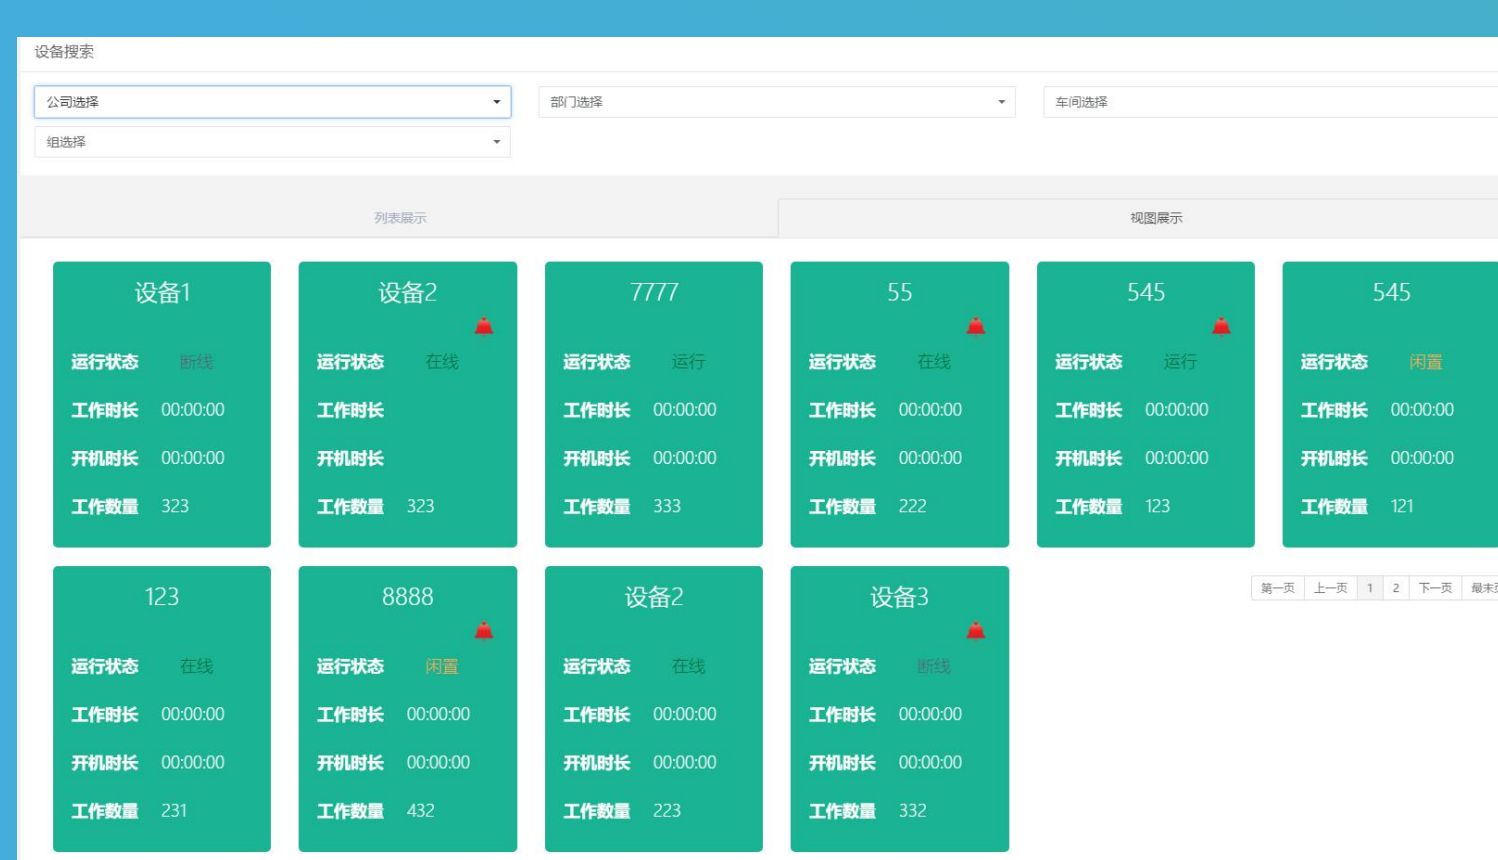 设备搜索
公司选择 部门选择 车间选择
组选择
列表展示 视图展示
设备1 设备2 7777 55 545 545
运行状态 断线 运行状态 在线 运行状态 运行 运行状态 在线 运行状态 运行 运行状态 闲置
工作时长 00:00:00 工作时长 工作时长 00:00:00 工作时长 00:00:00 工作时长 00:00:00 工作时长 00:00:00
开机时长 00:00:00 开机时长 开机时长 00:00:00 开机时长 00:00:00 开机时长 00:00:00 开机时长 00:00:00
工作数量 323 工作数量 323 工作数量 333 工作数量 222 工作数量 123 工作数量 121
第一页 上一页 1 2 下一页 最末页
123 8888 设备2 设备3
运行状态 在线 运行状态 闲置 运行状态 在线 运行状态 断线
工作时长 00:00:00 工作时长 00:00:00 工作时长 00:00:00 工作时长 00:00:00
开机时长 00:00:00 开机时长 00:00:00 开机时长 00:00:00 开机时长 00:00:00
工作数量 231 工作数量 432 工作数量 223 工作数量 332